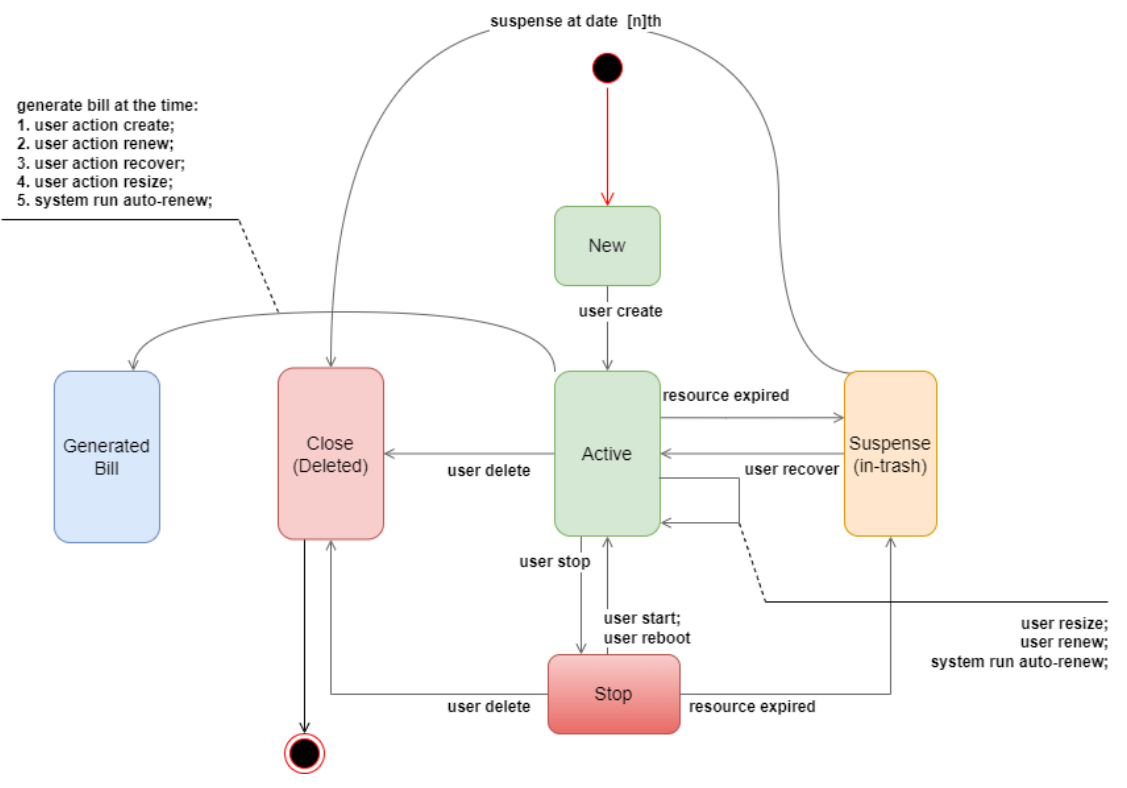 suspense at date [n]th
generate bill at the time:
1. user action create;
2. user action renew;
3. user action recover;
4. user action resize;
5. system run auto-renew;
New
user create
Generated
Bill
Close
(Deleted)
Active
Suspense
(in-trash)
resource expired
user delete
user recover
user stop
user start;
user reboot
user resize;
user renew;
system run auto-renew;
Stop
user delete
resource expired